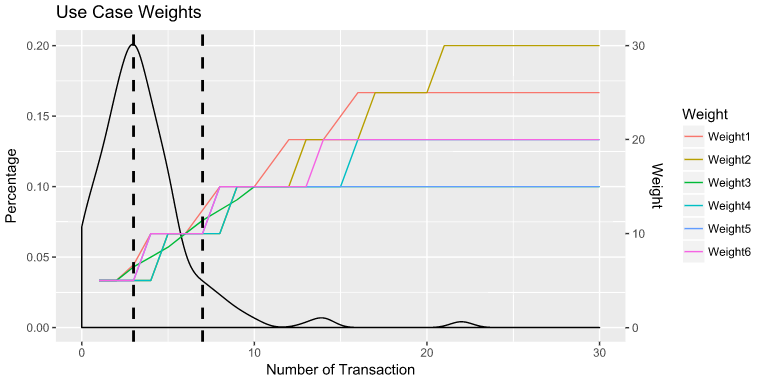 Use Case Weights
Percentage
0.20
0.15
0.10
0.05
0.00
30
20
10
0
Weight
0 10 20 30
Number of Transaction
Weight
Weight1
Weight2
Weight3
Weight4
Weight5
Weight6